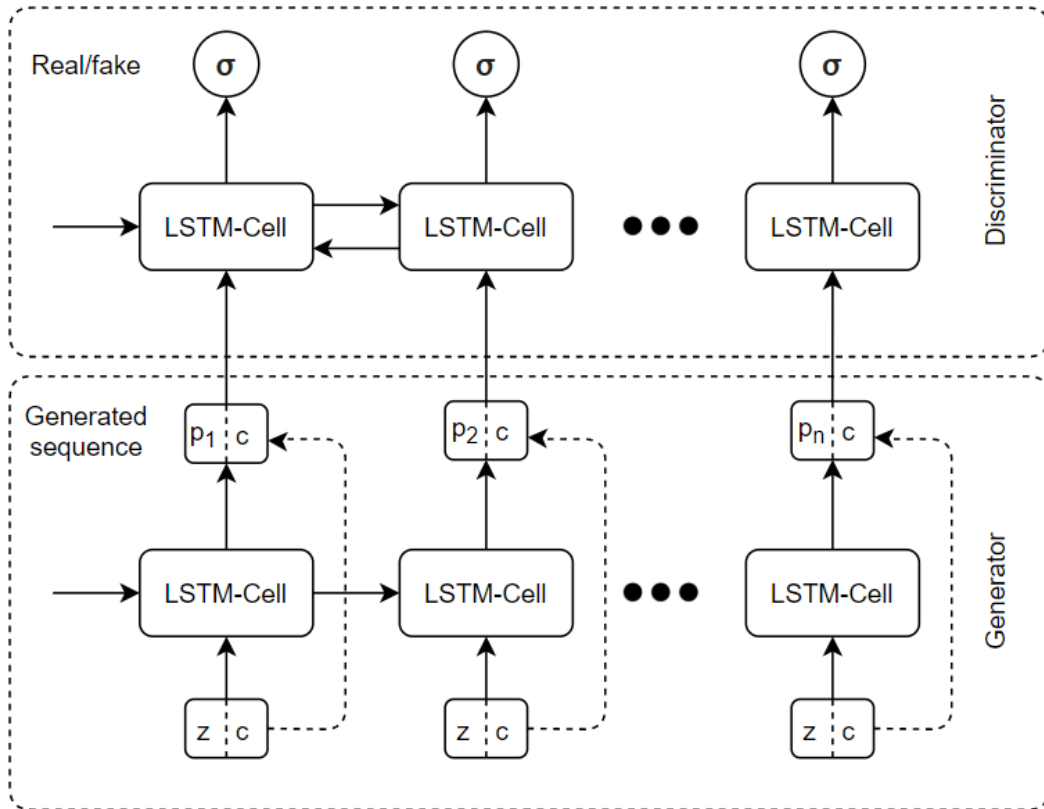 Real/fake
σ
σ
σ
LSTM-Cell
LSTM-Cell
LSTM-Cell
Discriminator
Generated
sequence
p₁ c
p₂ c
pₙ c
LSTM-Cell
LSTM-Cell
LSTM-Cell
Generator
z c
z c
z c